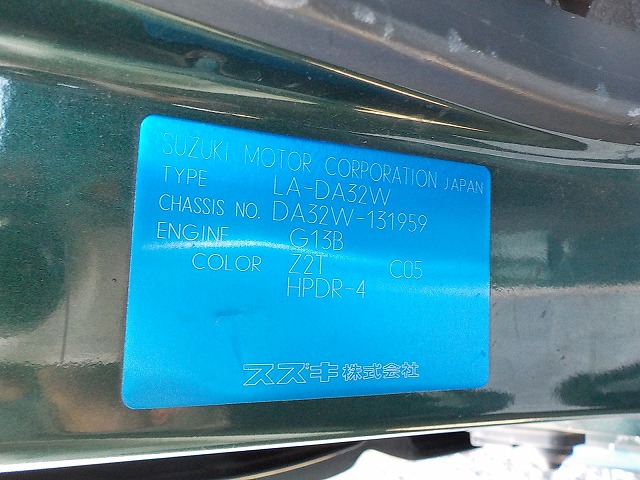 SUZUKI MOTOR CORPORATION JAPAN
TYPE LA-DA32W
CHASSIS NO. DA32W-131959
ENGINE G13B
COLOR Z2T C05
HPDR-4
スズキ株式会社